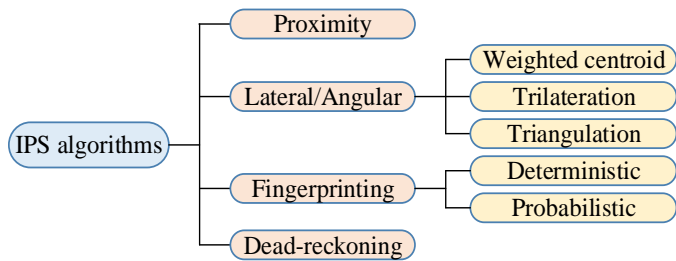 Proximity
Weighted centroid
Lateral/Angular
Trilateration
Triangulation
IPS algorithms
Deterministic
Fingerprinting
Probabilistic
Dead-reckoning